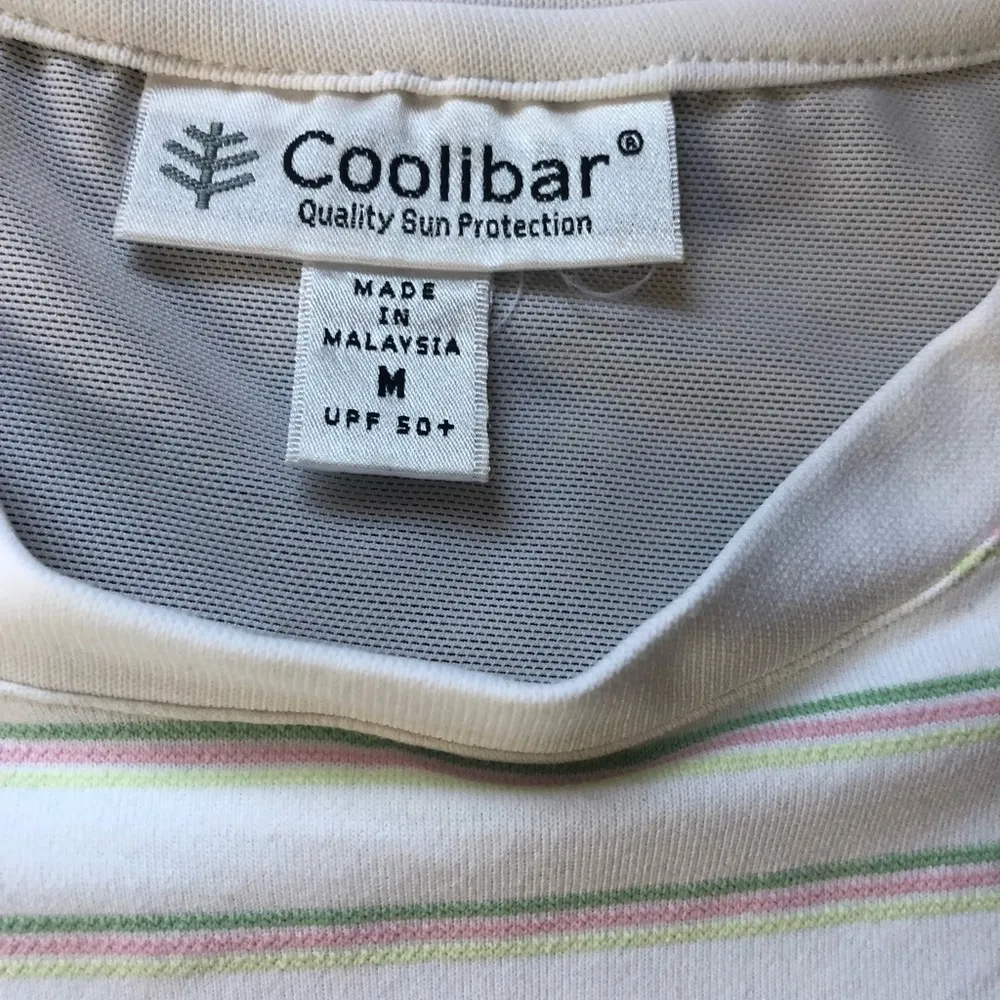 Coolibar®
Quality Sun Protection
MADE
IN
MALAYSIA
M
UPF 50+